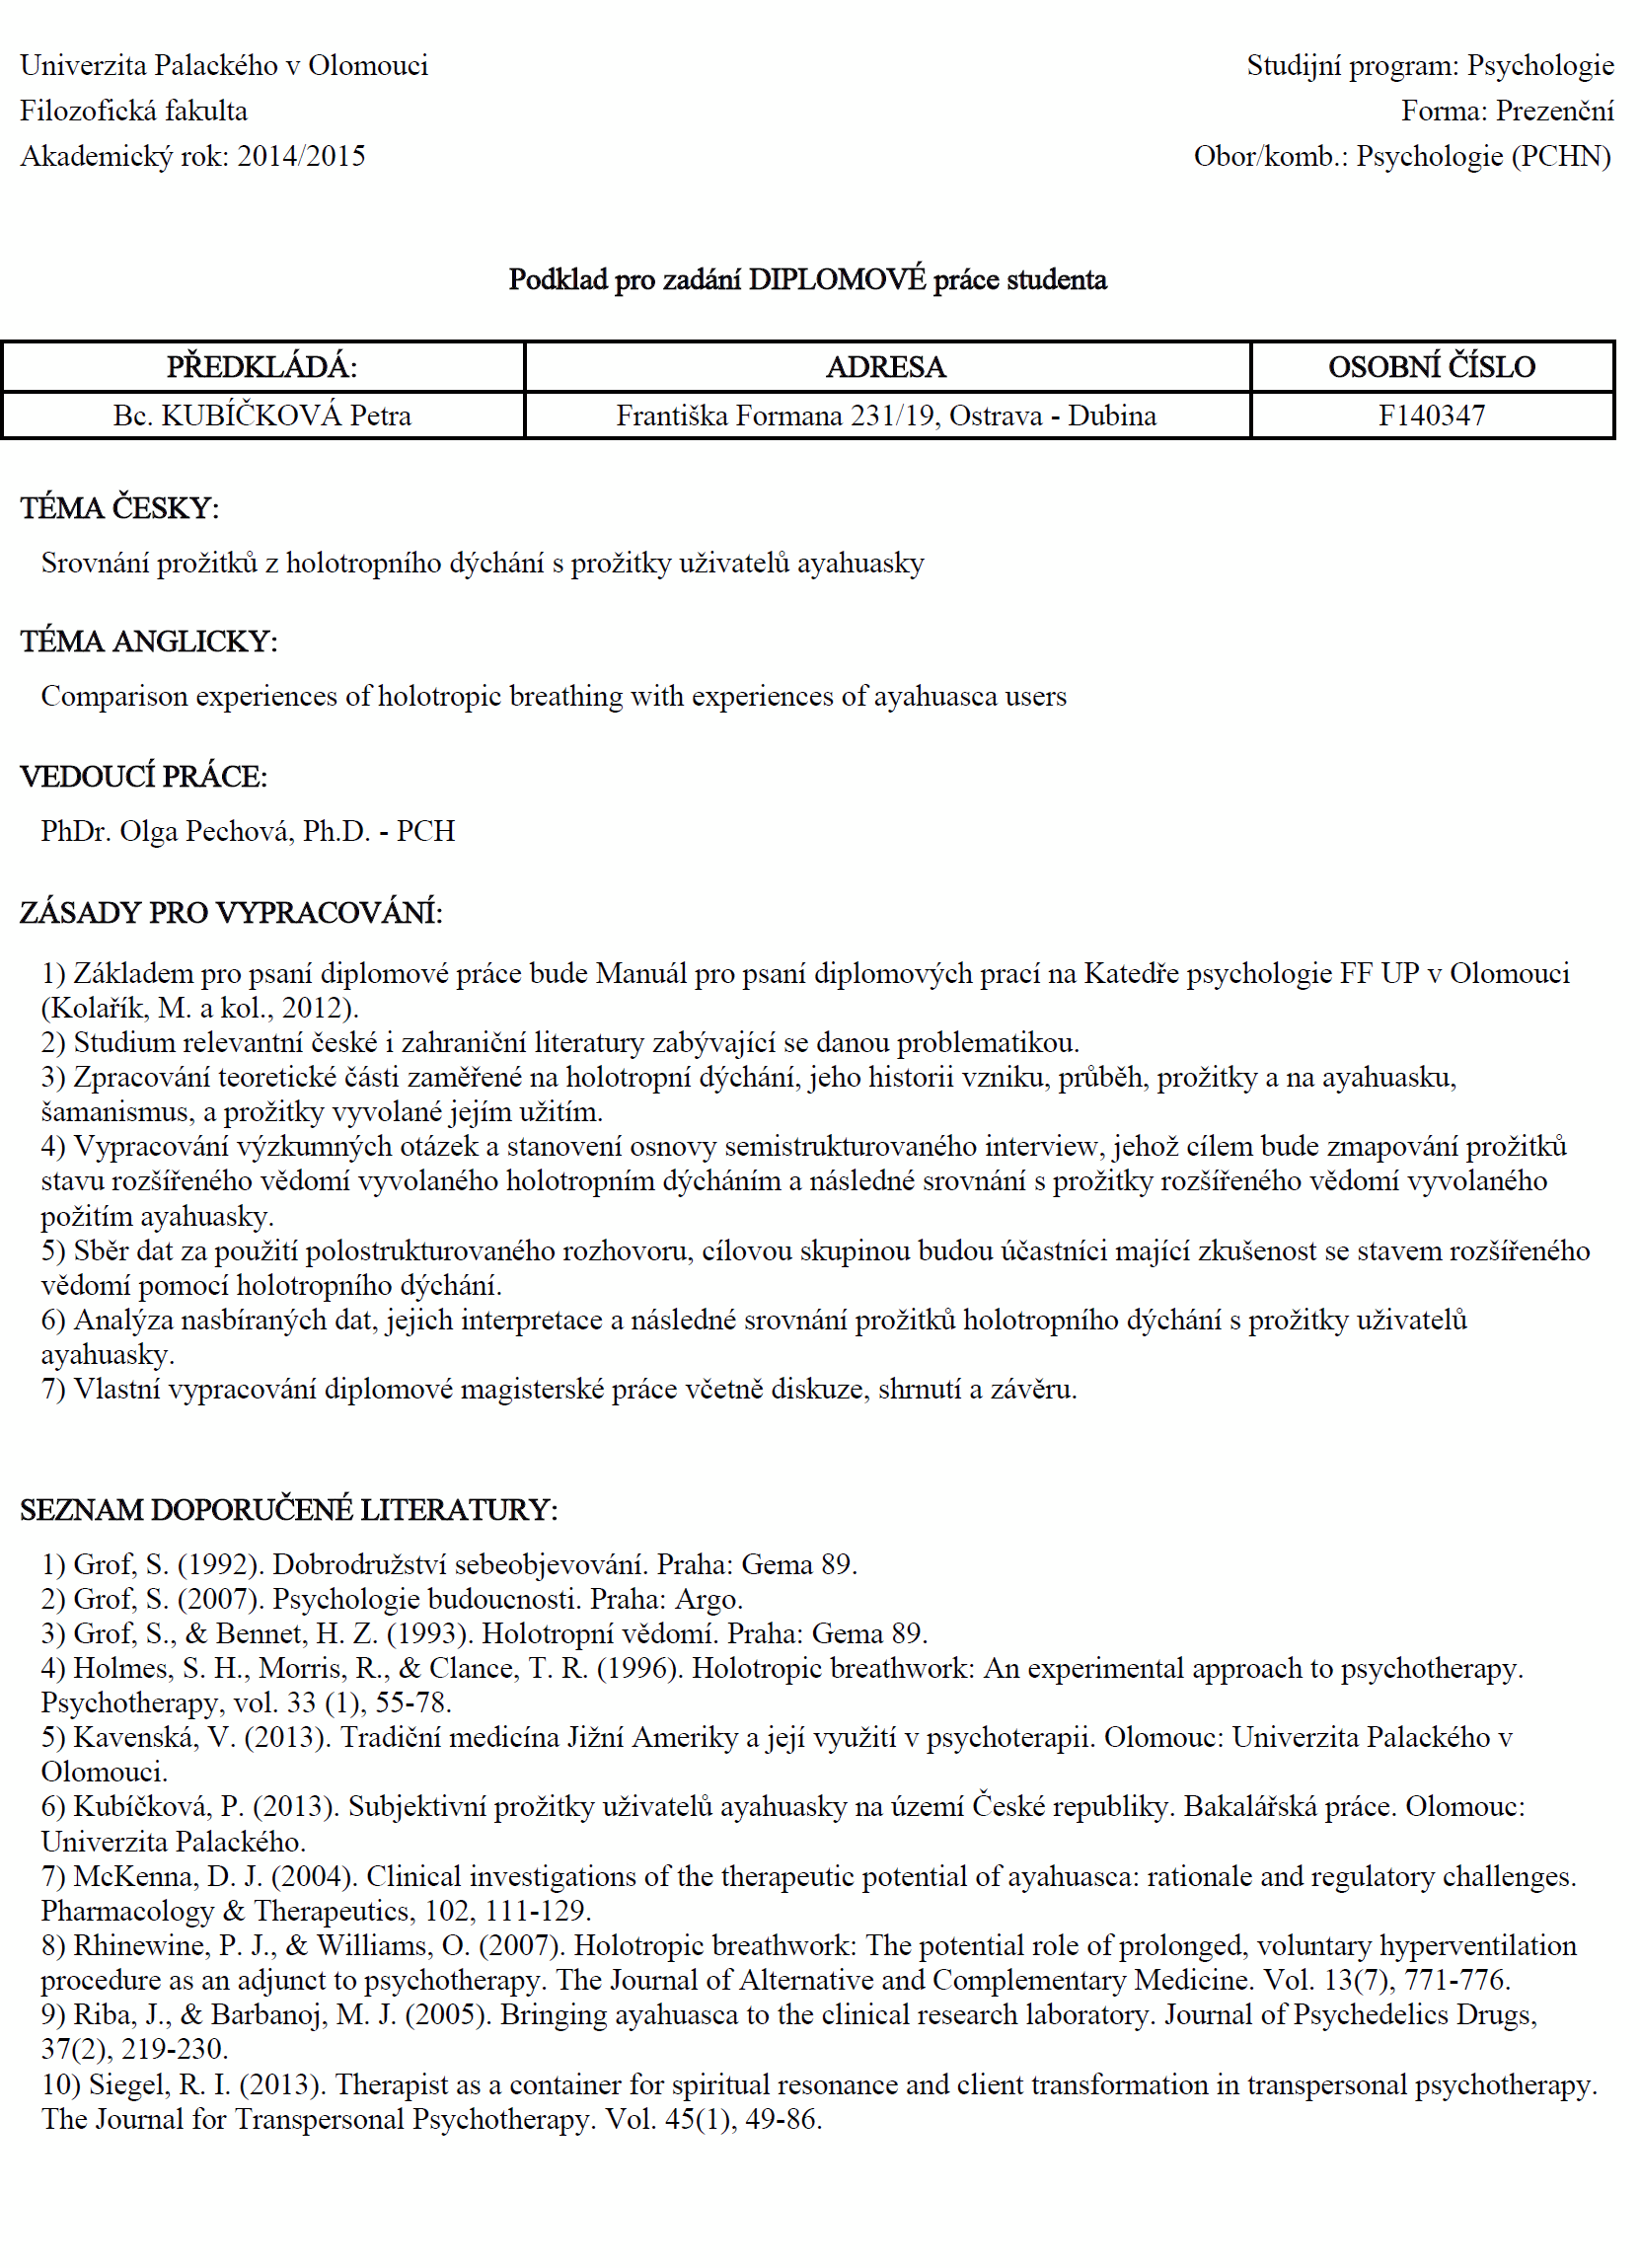 Univerzita Palackého v Olomouci
Studijní program: Psychologie
Filozofická fakulta
Forma: Prezenční
Akademický rok: 2014/2015
Obor/komb.: Psychologie (PCHN)
Podklad pro zadání DIPLOMOVÉ práce studenta
PŘEDKLÁDÁ: ADRESA OSOBNÍ ČÍSLO
Bc. KUBÍČKOVÁ Petra Františka Formana 231/19, Ostrava - Dubina F140347
TÉMA ČESKY:
Srovnání prožitků z holotropního dýchání s prožitky uživatelů ayahuasky
TÉMA ANGLICKY:
Comparison experiences of holotropic breathing with experiences of ayahuasca users
VEDOUCÍ PRÁCE:
PhDr. Olga Pechová, Ph.D. - PCH
ZÁSADY PRO VYPRACOVÁNÍ:
1) Základem pro psaní diplomové práce bude Manuál pro psaní diplomových prací na Katedře psychologie FF UP v Olomouci
(Kolařík, M. a kol., 2012).
2) Studium relevantní české i zahraniční literatury zabývající se danou problematikou.
3) Zpracování teoretické části zaměřené na holotropní dýchání, jeho historii vzniku, průběh, prožitky a na ayahuasku,
šamanismus, a prožitky vyvolané jejím užitím.
4) Vypracování výzkumných otázek a stanovení osnovy semistrukturovaného interview, jehož cílem bude zmapování prožitků
stavu rozšířeného vědomí vyvolaného holotropním dýcháním a následné srovnání s prožitky rozšířeného vědomí vyvolaného
požitím ayahuasky.
5) Sběr dat za použití polostrukturovaného rozhovoru, cílovou skupinou budou účastníci mající zkušenost se stavem rozšířeného
vědomí pomocí holotropního dýchání.
6) Analýza nasbíraných dat, jejich interpretace a následné srovnání prožitků holotropního dýchání s prožitky uživatelů
ayahuasky.
7) Vlastní vypracování diplomové magisterské práce včetně diskuze, shrnutí a závěru.
SEZNAM DOPORUČENÉ LITERATURY:
1) Grof, S. (1992). Dobrodružství sebeobjevování. Praha: Gema 89.
2) Grof, S. (2007). Psychologie budoucnosti. Praha: Argo.
3) Grof, S., & Bennet, H. Z. (1993). Holotropní vědomí. Praha: Gema 89.
4) Holmes, S. H., Morris, R., & Clance, T. R. (1996). Holotropic breathwork: An experimental approach to psychotherapy.
Psychotherapy, vol. 33 (1), 55-78.
5) Kavenská, V. (2013). Tradiční medicína Jižní Ameriky a její využití v psychoterapii. Olomouc: Univerzita Palackého v
Olomouci.
6) Kubíčková, P. (2013). Subjektivní prožitky uživatelů ayahuasky na území České republiky. Bakalářská práce. Olomouc:
Univerzita Palackého.
7) McKenna, D. J. (2004). Clinical investigations of the therapeutic potential of ayahuasca: rationale and regulatory challenges.
Pharmacology & Therapeutics, 102, 111-129.
8) Rhinewine, P. J., & Williams, O. (2007). Holotropic breathwork: The potential role of prolonged, voluntary hyperventilation
procedure as an adjunct to psychotherapy. The Journal of Alternative and Complementary Medicine. Vol. 13(7), 771-776.
9) Riba, J., & Barbanoj, M. J. (2005). Bringing ayahuasca to the clinical research laboratory. Journal of Psychedelics Drugs,
37(2), 219-230.
10) Siegel, R. I. (2013). Therapist as a container for spiritual resonance and client transformation in transpersonal psychotherapy.
The Journal for Transpersonal Psychotherapy. Vol. 45(1), 49-86.